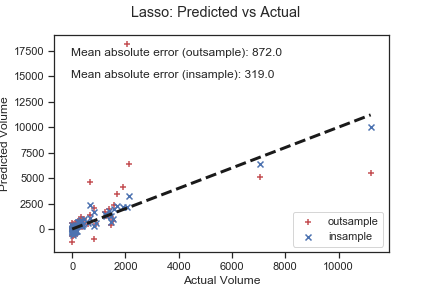 Lasso: Predicted vs Actual
Mean absolute error (outsample): 872.0
Mean absolute error (insample): 319.0
Predicted Volume
17500
15000
12500
10000
7500
5000
2500
0
0 2000 4000 6000 8000 10000
Actual Volume
outsample
insample